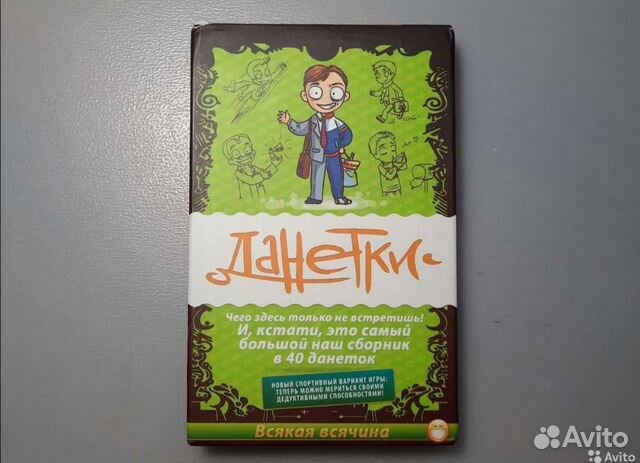 Данетки
Чего здесь только не встретишь!
И, кстати, это самый
большой наш сборник
в 40 данеток
НОВЫЙ СПОРТИВНЫЙ ВАРИАНТ ИГРЫ:
ТЕПЕРЬ МОЖНО МЕРИТЬСЯ СВОИМИ
ДЕДУКТИВНЫМИ СПОСОБНОСТЯМИ!
Всякая всячина
Avito
Avito